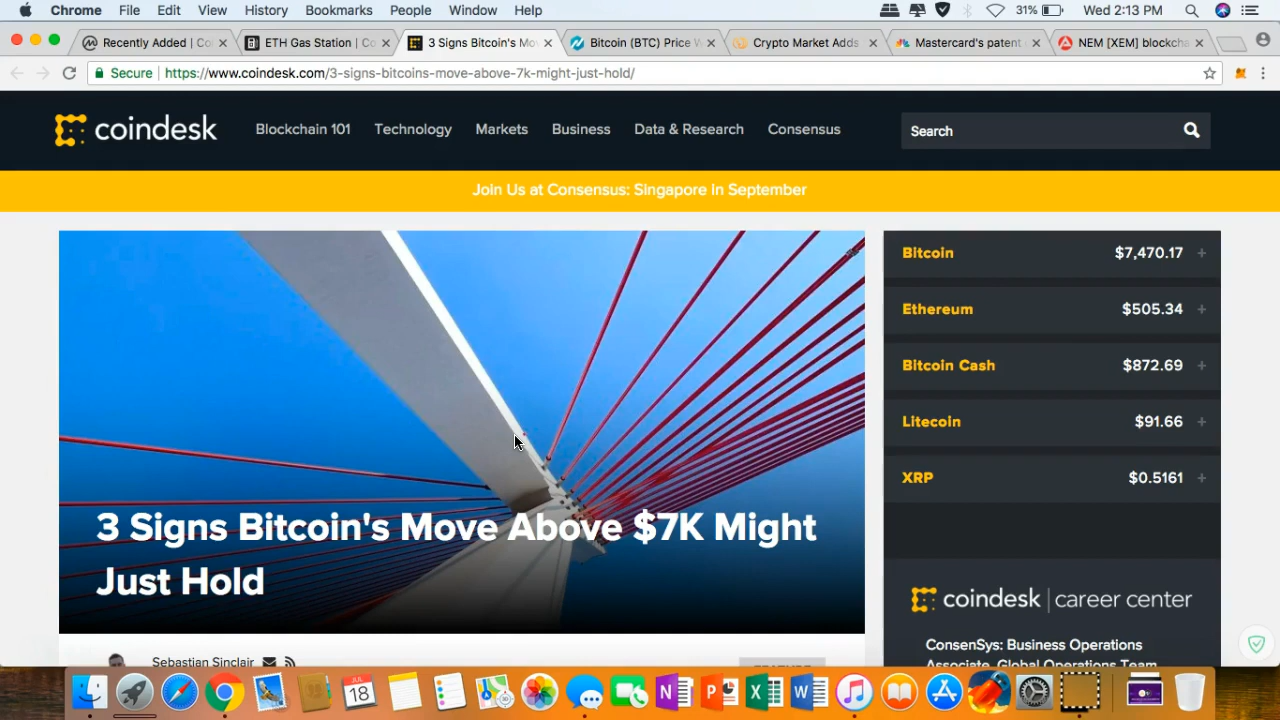 Chrome File Edit View History Bookmarks People Window Help 31% Wed 2:13 PM
Recently Added | Co ETH Gas Station | Co 3 Signs Bitcoin's Mo Bitcoin (BTC) Price W Crypto Market Adds Mastercard's patent NEM [XEM] blockcha
Secure https://www.coindesk.com/3-signs-bitcoins-move-above-7k-might-just-hold/
coindesk Blockchain 101 Technology Markets Business Data & Research Consensus Search
Join Us at Consensus: Singapore in September
Bitcoin $7,470.17 +
Ethereum $505.34 +
Bitcoin Cash $872.69 +
Litecoin $91.66 +
XRP $0.5161 +
3 Signs Bitcoin's Move Above $7K Might
Just Hold
coindesk | career center
ConsenSys: Business Operations
Associate, Global Operations Team
Sebastian Sinclair
FEATURE
JUL
18
N P X W